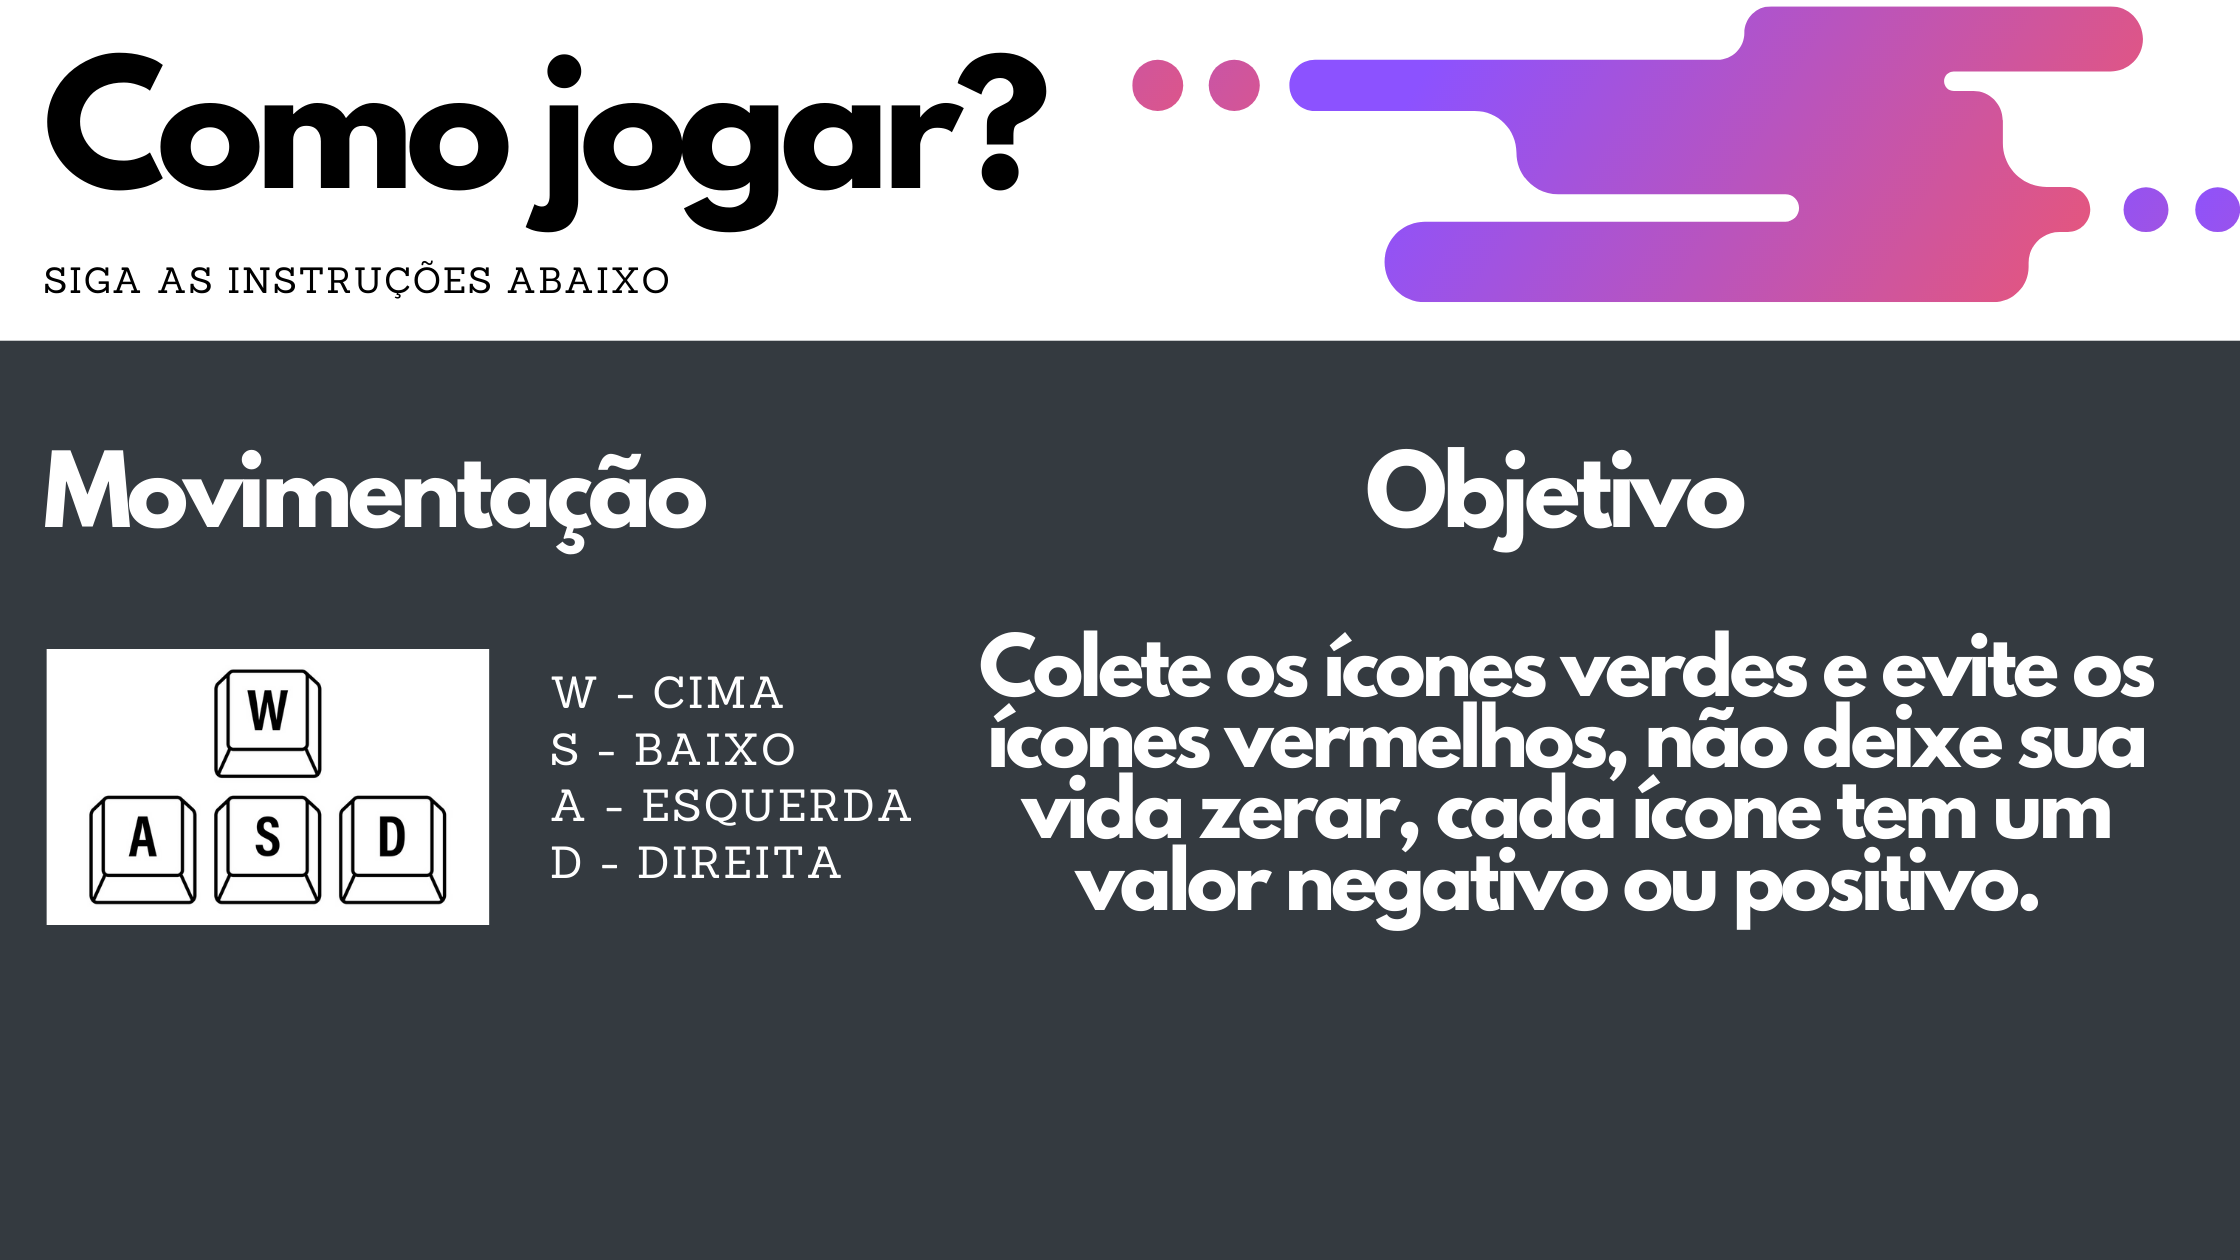 Como jogar?
SIGA AS INSTRUÇÕES ABAIXO
Movimentação
W
A S D
W - CIMA
S - BAIXO
A - ESQUERDA
D - DIREITA
Objetivo
Colete os ícones verdes e evite os
ícones vermelhos, não deixe sua
vida zerar, cada ícone tem um
valor negativo ou positivo.